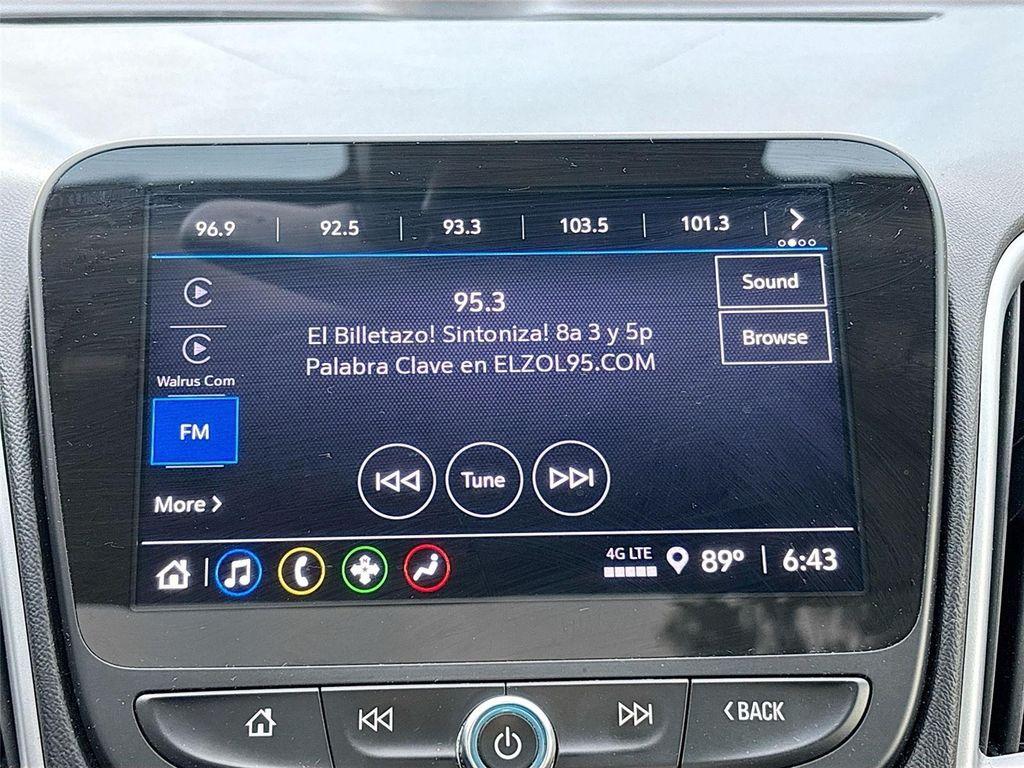 96.9 92.5 93.3 103.5 101.3
Sound
95.3
El Billetazo! Sintoniza! 8a 3 y 5p
Browse
Palabra Clave en ELZOL95.COM
Walrus Com
FM
Tune
More
4G LTE 89° 6:43
BACK